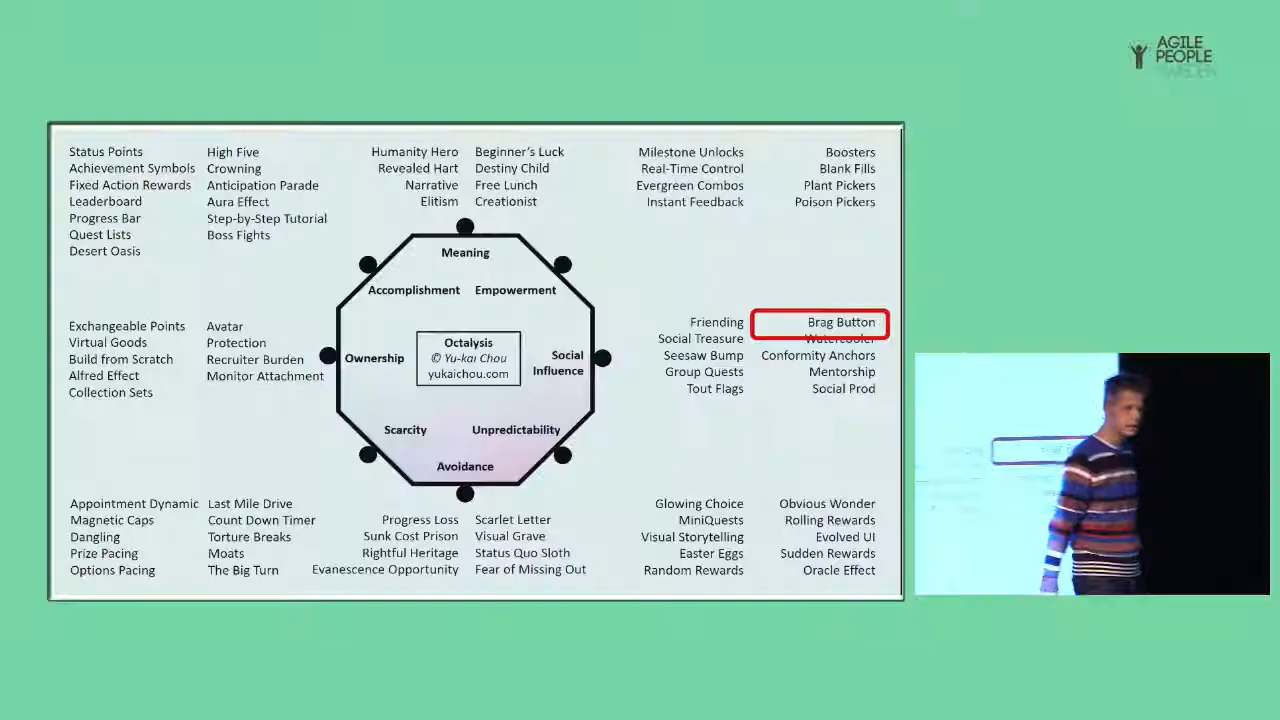 AGILE
PEOPLE
SWEDEN
Status Points
Achievement Symbols
Fixed Action Rewards
Leaderboard
Progress Bar
Quest Lists
Desert Oasis
High Five
Crowning
Anticipation Parade
Aura Effect
Step-by-Step Tutorial
Boss Fights
Humanity Hero
Revealed Hart
Narrative
Elitism
Beginner's Luck
Destiny Child
Free Lunch
Creationist
Milestone Unlocks
Real-Time Control
Evergreen Combos
Instant Feedback
Boosters
Blank Fills
Plant Pickers
Poison Pickers
Meaning
Accomplishment
Empowerment
Ownership
Octalysis
© Yu-kai Chou
yukaichou.com
Social
Influence
Scarcity
Unpredictability
Avoidance
Exchangeable Points
Virtual Goods
Build from Scratch
Alfred Effect
Collection Sets
Avatar
Protection
Recruiter Burden
Monitor Attachment
Friending
Social Treasure
Seesaw Bump
Group Quests
Tout Flags
Brag Button
Watercooler
Conformity Anchors
Mentorship
Social Prod
Appointment Dynamic
Magnetic Caps
Dangling
Prize Pacing
Options Pacing
Last Mile Drive
Count Down Timer
Torture Breaks
Moats
The Big Turn
Progress Loss
Sunk Cost Prison
Rightful Heritage
Evanescence Opportunity
Scarlet Letter
Visual Grave
Status Quo Sloth
Fear of Missing Out
Glowing Choice
MiniQuests
Visual Storytelling
Easter Eggs
Random Rewards
Obvious Wonder
Rolling Rewards
Evolved UI
Sudden Rewards
Oracle Effect